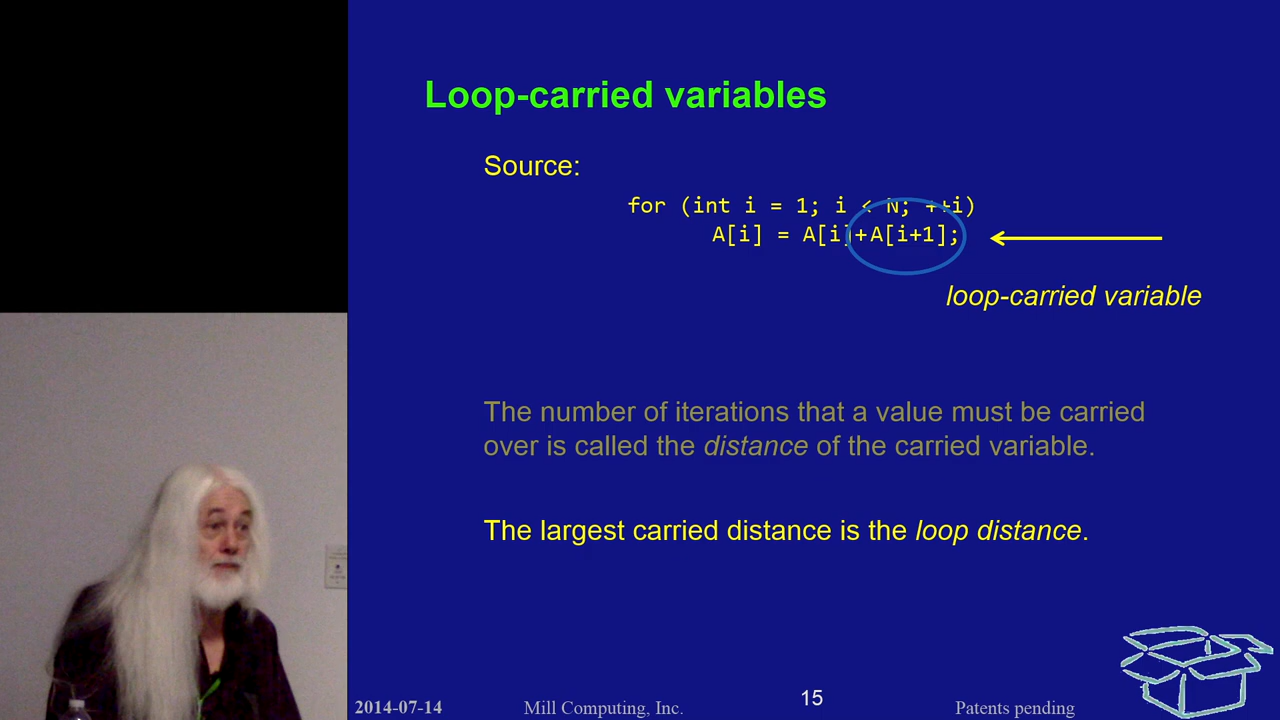 Loop-carried variables
Source:
for (int i = 1; i < N; ++i)
A[i] = A[i]+A[i+1];
loop-carried variable
The number of iterations that a value must be carried
over is called the distance of the carried variable.
The largest carried distance is the loop distance.
2014-07-14
Mill Computing, Inc.
15
Patents pending